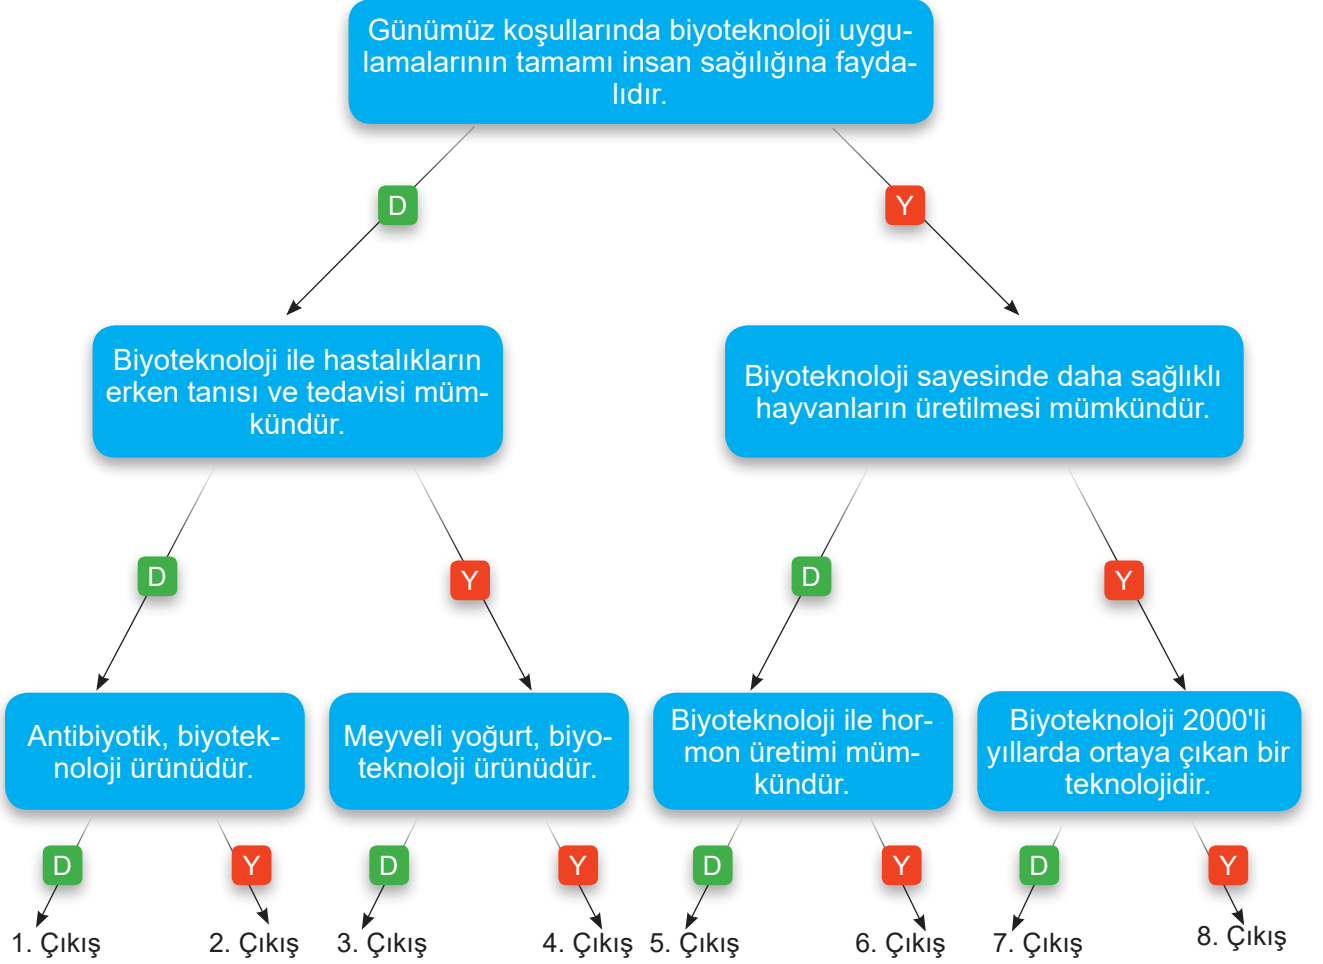 Günümüz koşullarında biyoteknoloji uygu-
lamalarının tamamı insan sağılığına fayda-
lıdır.
D
Y
Biyoteknoloji ile hastalıkların
erken tanısı ve tedavisi müm-
kündür.
Biyoteknoloji sayesinde daha sağlıklı
hayvanların üretilmesi mümkündür.
D
Y
D
Y
Antibiyotik, biyotek-
noloji ürünüdür.
Meyveli yoğurt, biyo-
teknoloji ürünüdür.
Biyoteknoloji ile hor-
mon üretimi müm-
kündür.
Biyoteknoloji 2000'li
yıllarda ortaya çıkan bir
teknolojidir.
D
Y
D
Y
D
Y
D
Y
1. Çıkış
2. Çıkış
3. Çıkış
4. Çıkış
5. Çıkış
6. Çıkış
7. Çıkış
8. Çıkış